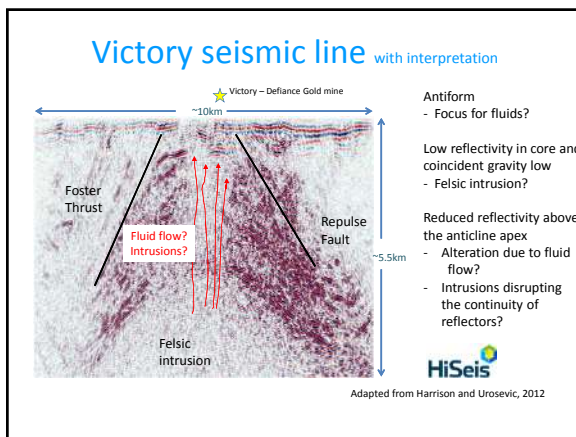 Victory seismic line with interpretation
Victory – Defiance Gold mine
~10km
Foster
Thrust
Fluid flow?
Intrusions?
Repulse
Fault
~5.5km
Felsic
intrusion
Antiform
- Focus for fluids?
Low reflectivity in core and
coincident gravity low
- Felsic intrusion?
Reduced reflectivity above
the anticline apex
- Alteration due to fluid
flow?
- Intrusions disrupting
the continuity of
reflectors?
HiSeis
Adapted from Harrison and Urosevic, 2012